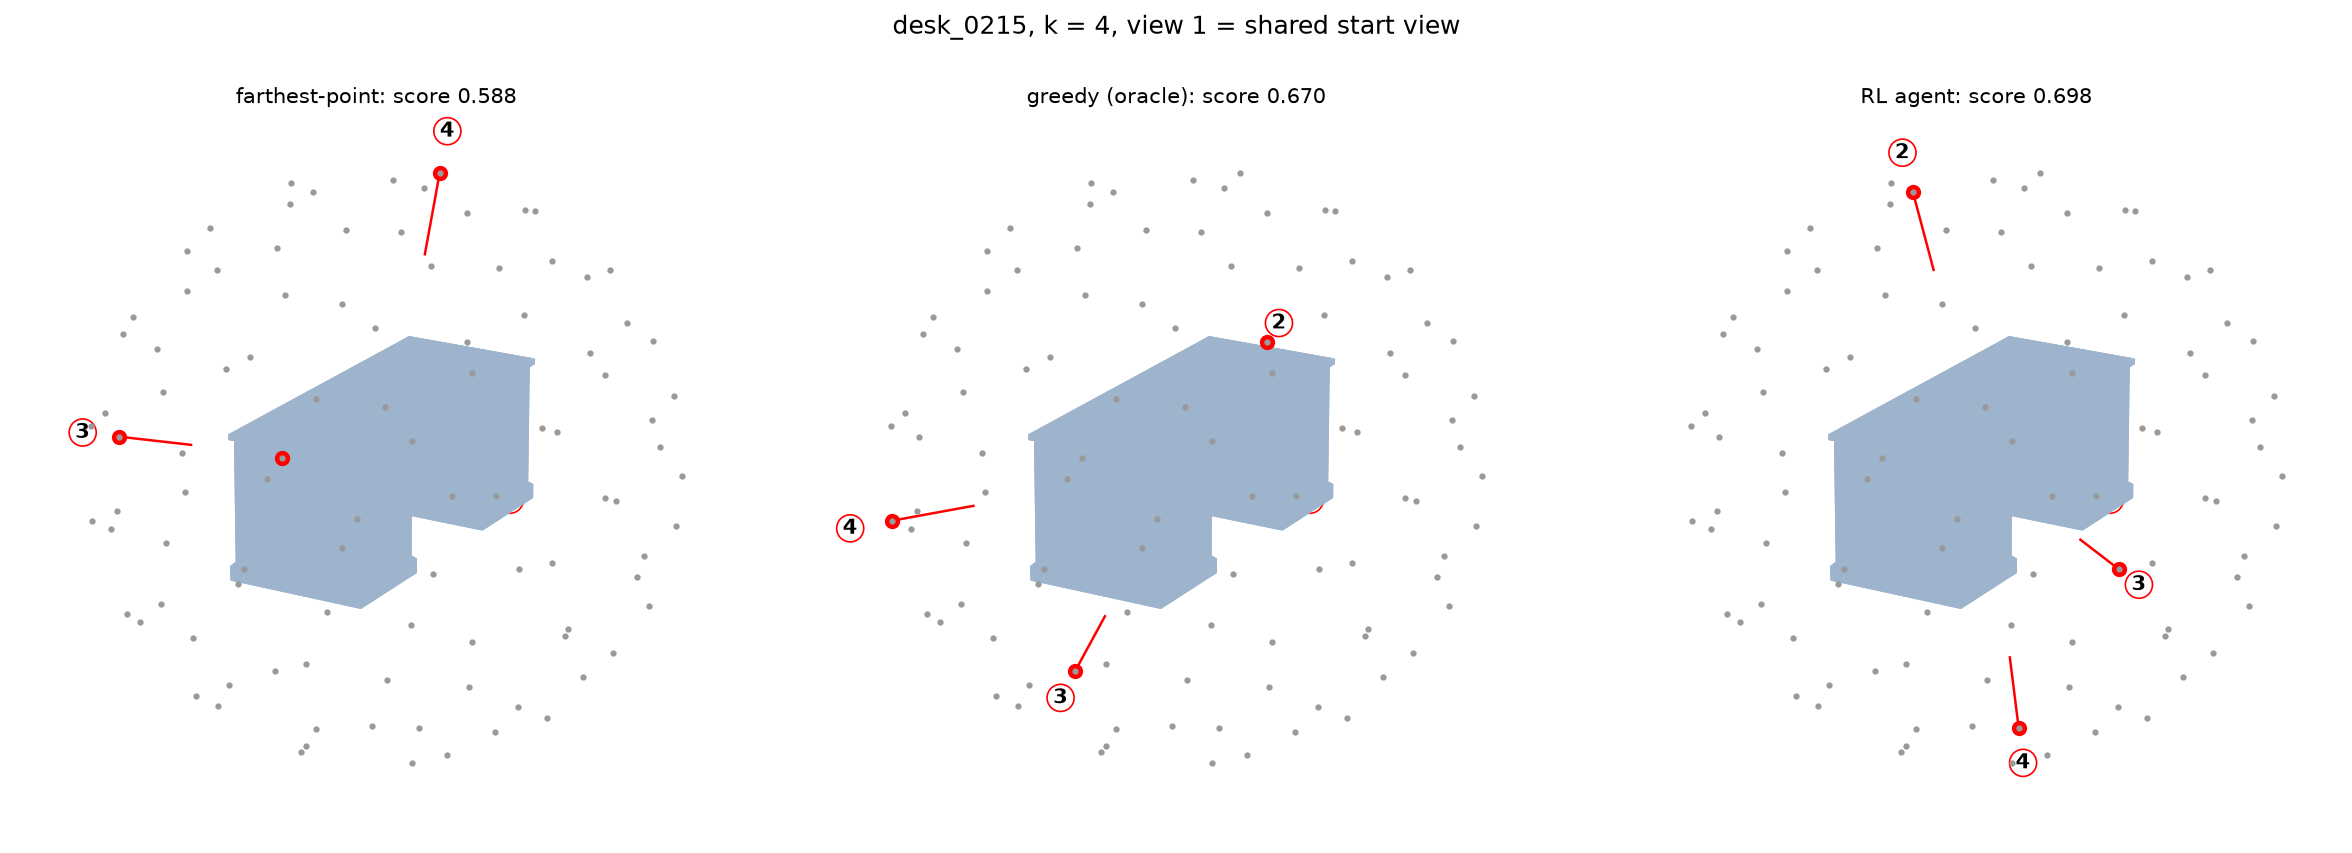 desk_0215, k = 4, view 1 = shared start view
farthest-point: score 0.588
4
3
greedy (oracle): score 0.670
2
4
3
RL agent: score 0.698
2
3
4